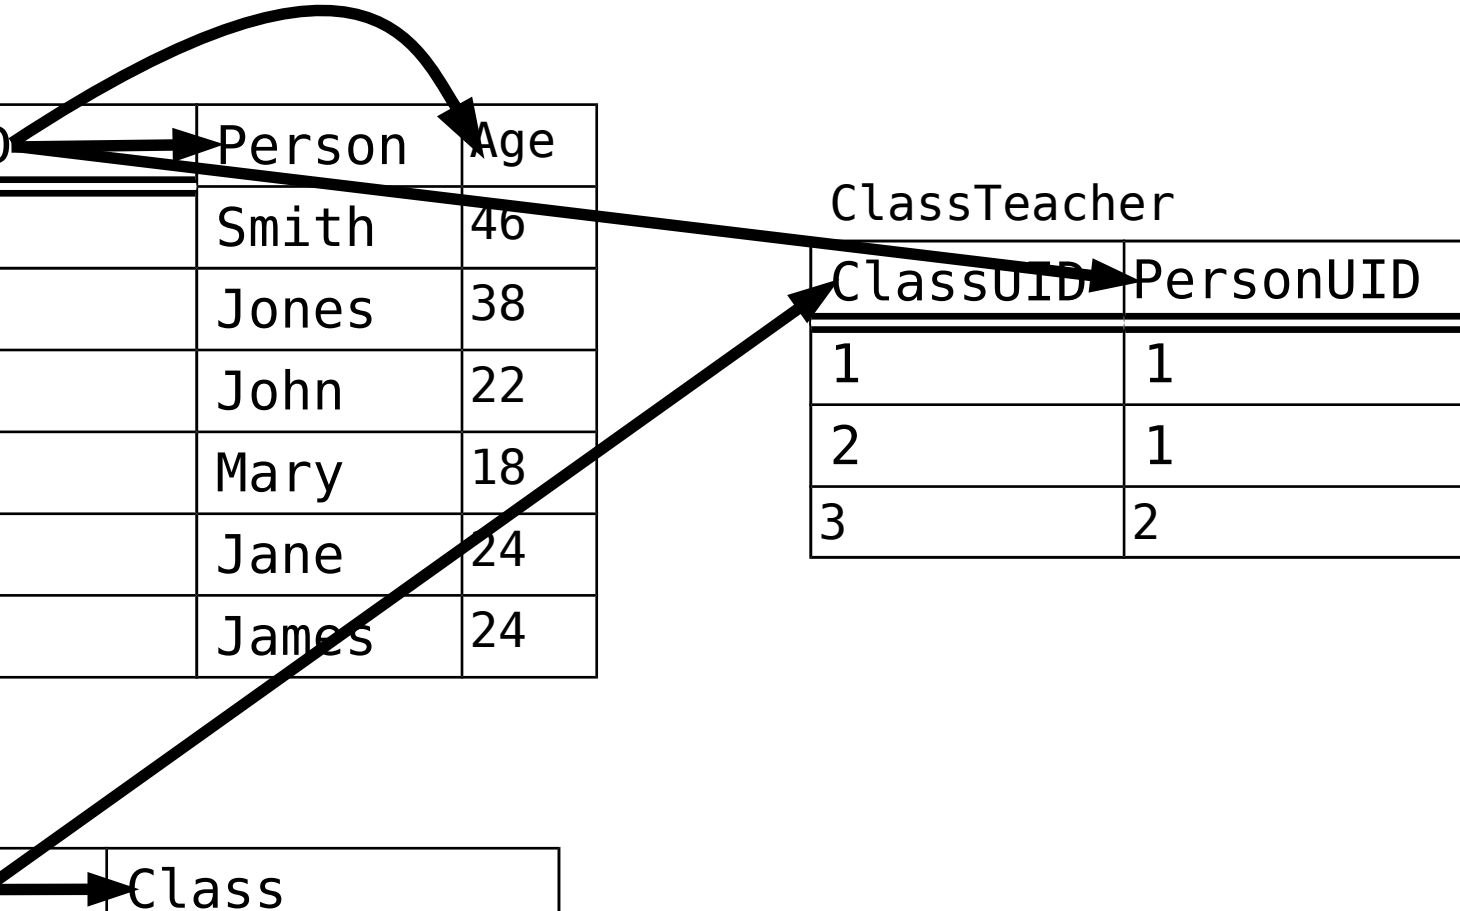 Person Age
Smith 46
Jones 38
John 22
Mary 18
Jane 24
James 24
ClassTeacher
ClassUID PersonUID
1 1
2 1
3 2
Class